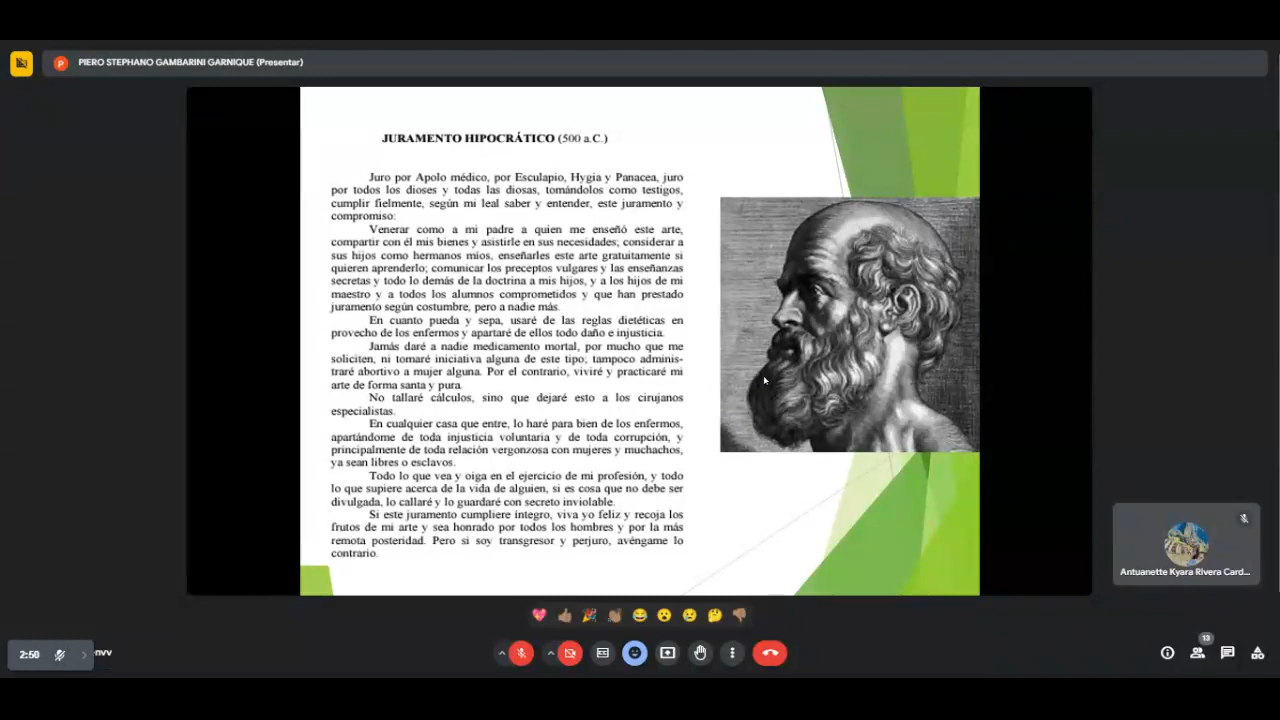 PIERO STEPHANO GAMBARINI GARNIQUE (Presentar)
P
JURAMENTO HIPOCRÁTICO (500 a.C.)
Juro por Apolo médico, por Esculapio, Hygia y Panacea, juro
por todos los dioses y todas las diosas, tomándolos como testigos,
cumplir fielmente, según mi leal saber y entender, este juramento y
compromiso:
Venerar como a mi padre a quien me enseñó este arte,
compartir con él mis bienes y asistirle en sus necesidades; considerar a
sus hijos como hermanos míos, enseñarles este arte gratuitamente si
quieren aprenderlo; comunicar los preceptos vulgares y las enseñanzas
secretas y todo lo demás de la doctrina a mis hijos, y a los hijos de mi
maestro y a todos los alumnos comprometidos y que han prestado
juramento según costumbre, pero a nadie más.
En cuanto pueda y sepa, usaré de las reglas dietéticas en
provecho de los enfermos y apartaré de ellos todo daño e injusticia.
Jamás daré a nadie medicamento mortal, por mucho que me
soliciten, ni tomaré iniciativa alguna de este tipo; tampoco adminis-
traré abortivo a mujer alguna. Por el contrario, viviré y practicaré mi
arte de forma santa y pura.
No tallaré cálculos, sino que dejaré esto a los cirujanos
especialistas.
En cualquier casa que entre, lo haré para bien de los enfermos,
apartándome de toda injusticia voluntaria y de toda corrupción, y
principalmente de toda relación vergonzosa con mujeres y muchachos,
ya sean libres o esclavos.
Todo lo que vea y oiga en el ejercicio de mi profesión, y todo
lo que supiere acerca de la vida de alguien, si es cosa que no debe ser
divulgada, lo callaré y lo guardaré con secreto inviolable.
Si este juramento cumpliere íntegro, viva yo feliz y recoja los
frutos de mi arte y sea honrado por todos los hombres y por la más
remota posteridad. Pero si soy transgresor y perjuro, avéngame lo
contrario.
Antuanette Kyara Rivera Card...
13
2:50
nvv